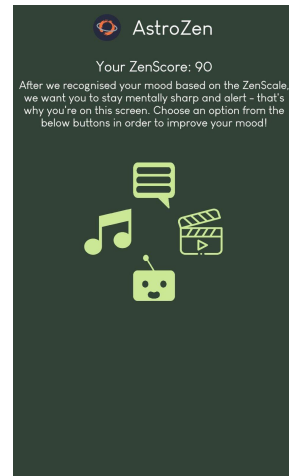 AstroZen
Your ZenScore: 90
After we recognised your mood based on the ZenScale,
we want you to stay mentally sharp and alert - that's
why you're on this screen. Choose an option from the
below buttons in order to improve your mood!